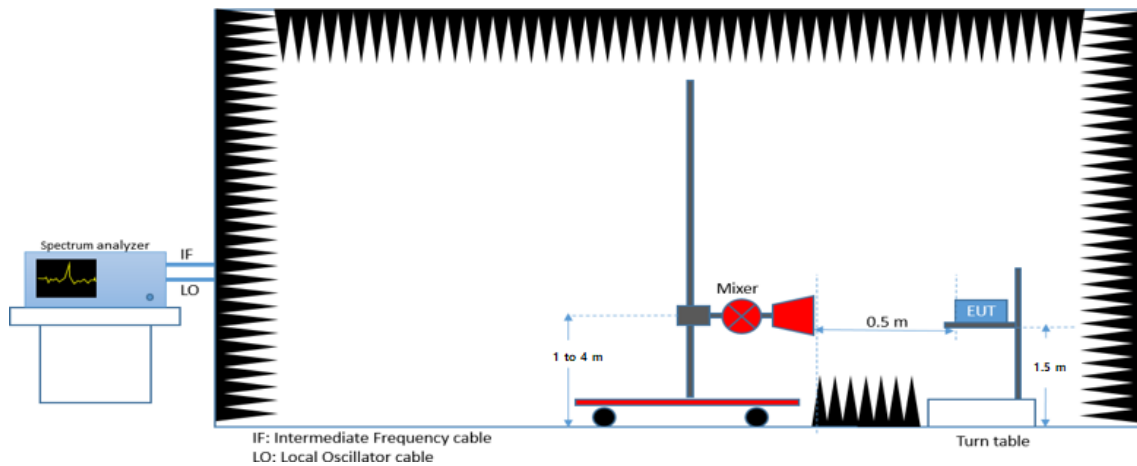 Spectrum analyzer
IF
LO
Mixer
EUT
0.5 m
1 to 4 m
1.5 m
IF: Intermediate Frequency cable
LO: Local Oscillator cable
Turn table